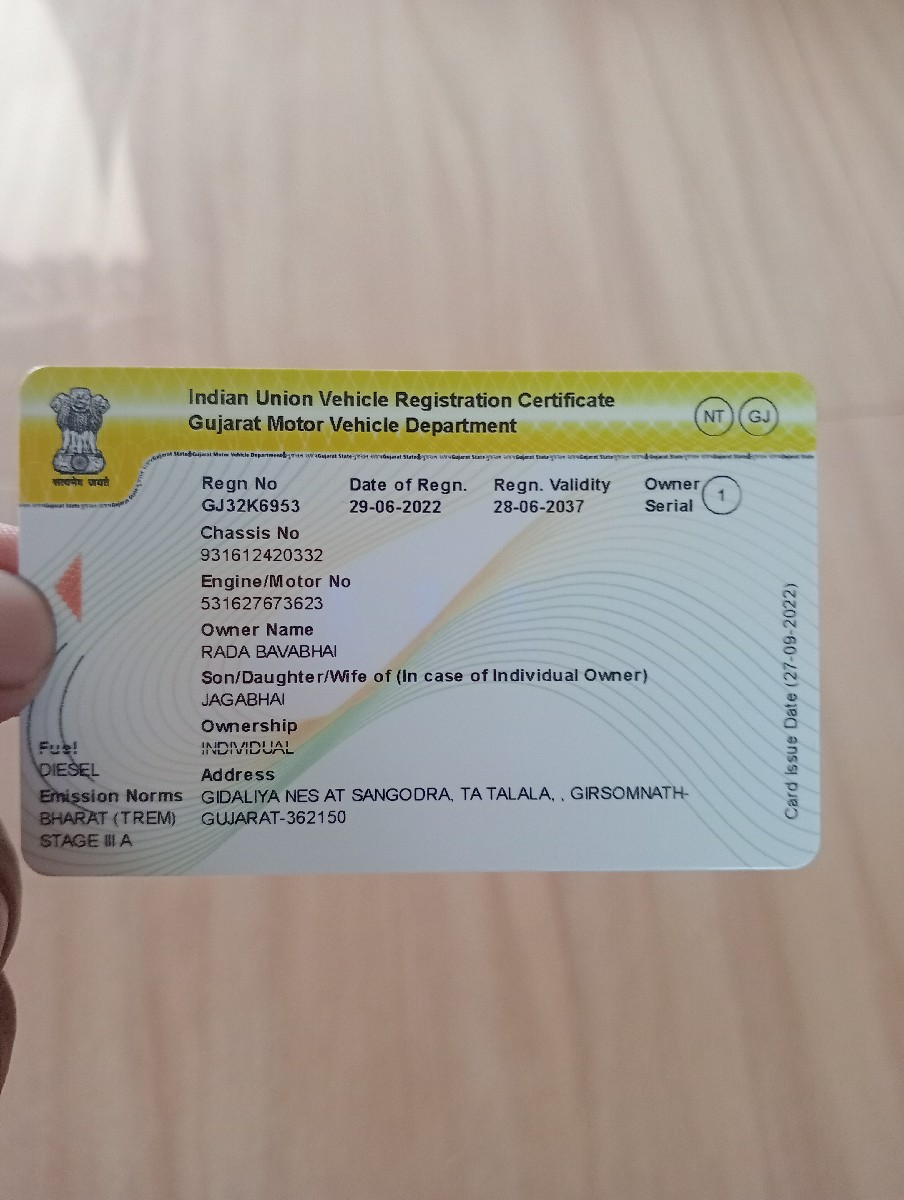 Indian Union Vehicle Registration Certificate
Gujarat Motor Vehicle Department
NT GJ
सत्यमेव जयते
Regn No Date of Regn. Regn. Validity Owner Serial 1
GJ32K6953 29-06-2022 28-06-2037
Chassis No
931612420332
Engine/Motor No
531627673623
Owner Name
RADA BAVABHAI
Son/Daughter/Wife of (In case of Individual Owner)
JAGABHAI
Ownership
INDIVIDUAL
Fuel
DIESEL
Address
Emission Norms
GIDALIYA NES AT SANGODRA, TA TALALA, , GIRSOMNATH-
BHARAT (TREM)
GUJARAT-362150
STAGE III A
Card Issue Date (27-09-2022)